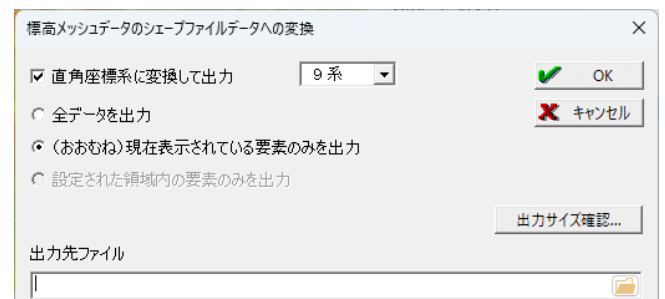 標高メッシュデータのシェープファイルデータへの変換
直角座標系に変換して出力 9系 OK
全データを出力 キャンセル
(おおむね)現在表示されている要素のみを出力
設定された領域内の要素のみを出力
出力サイズ確認...
出力先ファイル